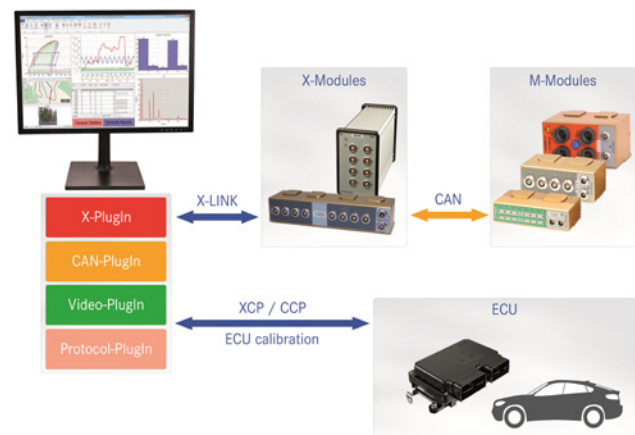 X-Modules
M-Modules
X-PlugIn
X-LINK
CAN
CAN-PlugIn
Video-PlugIn
XCP / CCP
ECU
Protocol-PlugIn
ECU calibration